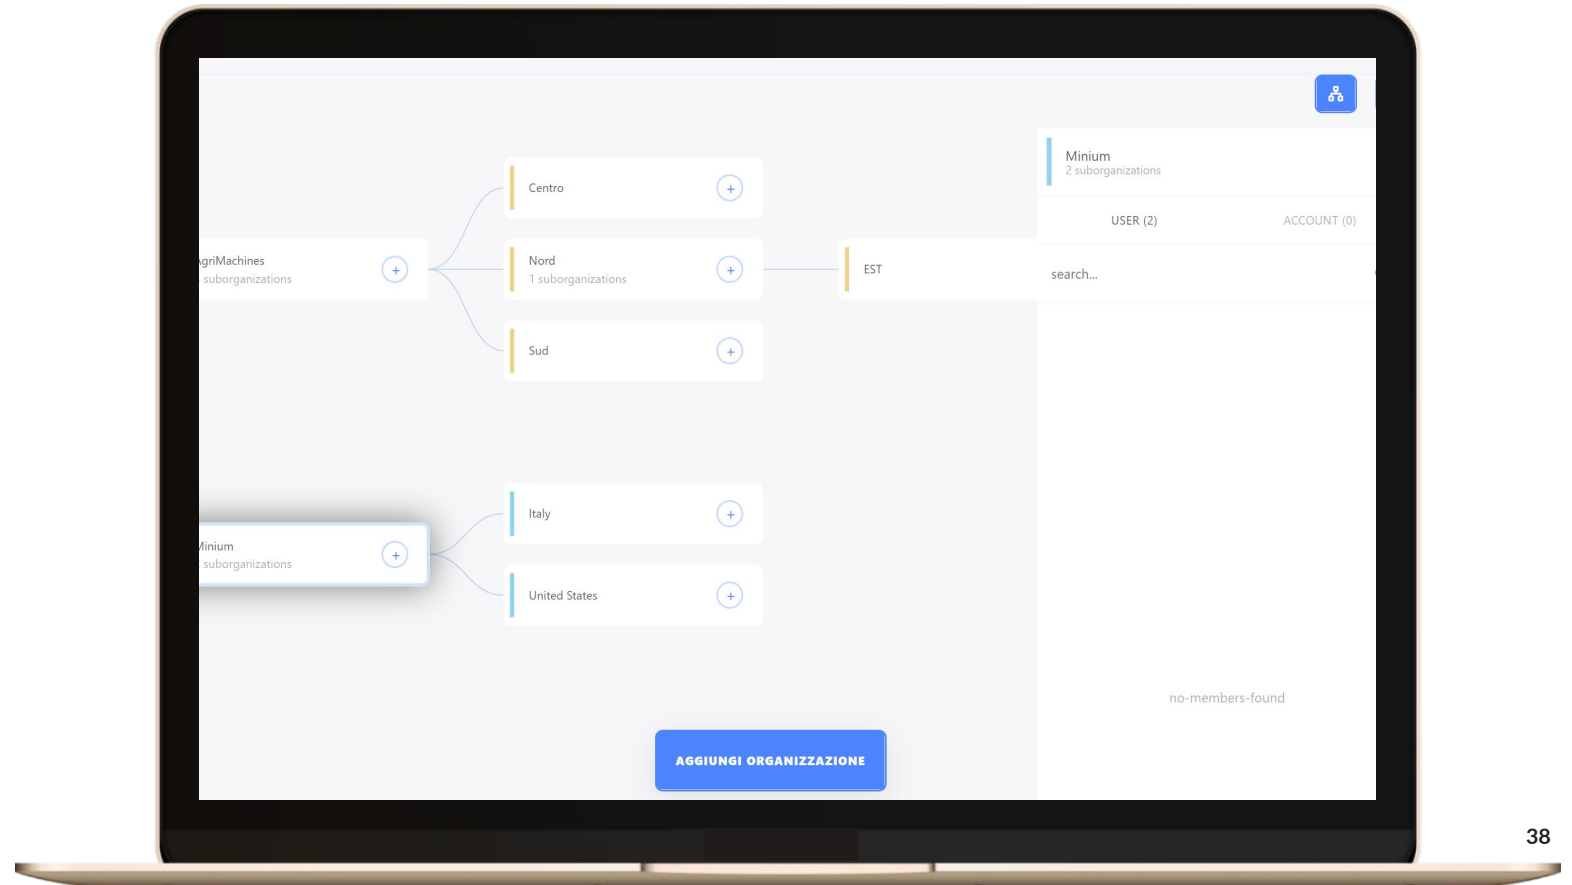 Minium
2 suborganizations
USER (2)
ACCOUNT (0)
search...
no-members-found
Centro
griMachines
suborganizations
Nord
1 suborganizations
EST
Sud
Minium
suborganizations
Italy
United States
AGGIUNGI ORGANIZZAZIONE
38